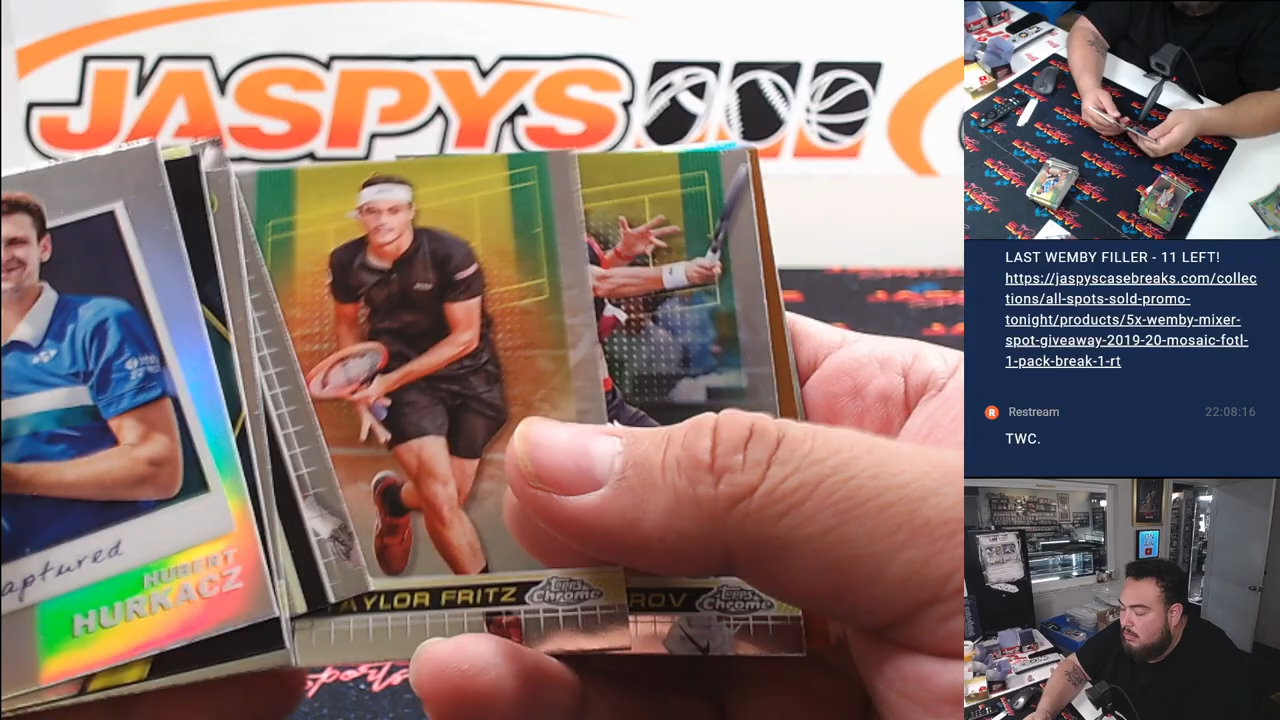 JASPYS
aptured
HUBERT
HURKACZ
AYLOR FRITZ
Topps
Chrome
ROV
Topps
Chrome
LAST WEMBY FILLER - 11 LEFT!
https://jaspyscasebreaks.com/collec
tions/all-spots-sold-promo-
tonight/products/5x-wemby-mixer-
spot-giveaway-2019-20-mosaic-fotl-
1-pack-break-1-rt
R Restream 22:08:16
TWC.